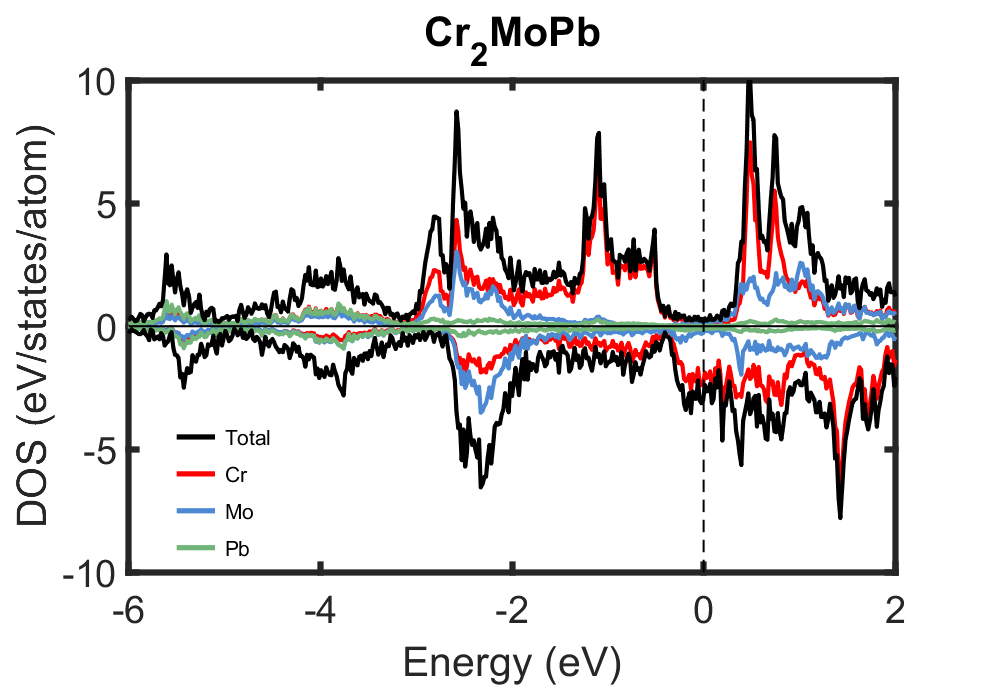 Cr2MoPb
DOS (eV/states/atom)
10
5
0
0
-5
-10
Total
Cr
Mo
Pb
-6
-4
-2
0
2
Energy (eV)